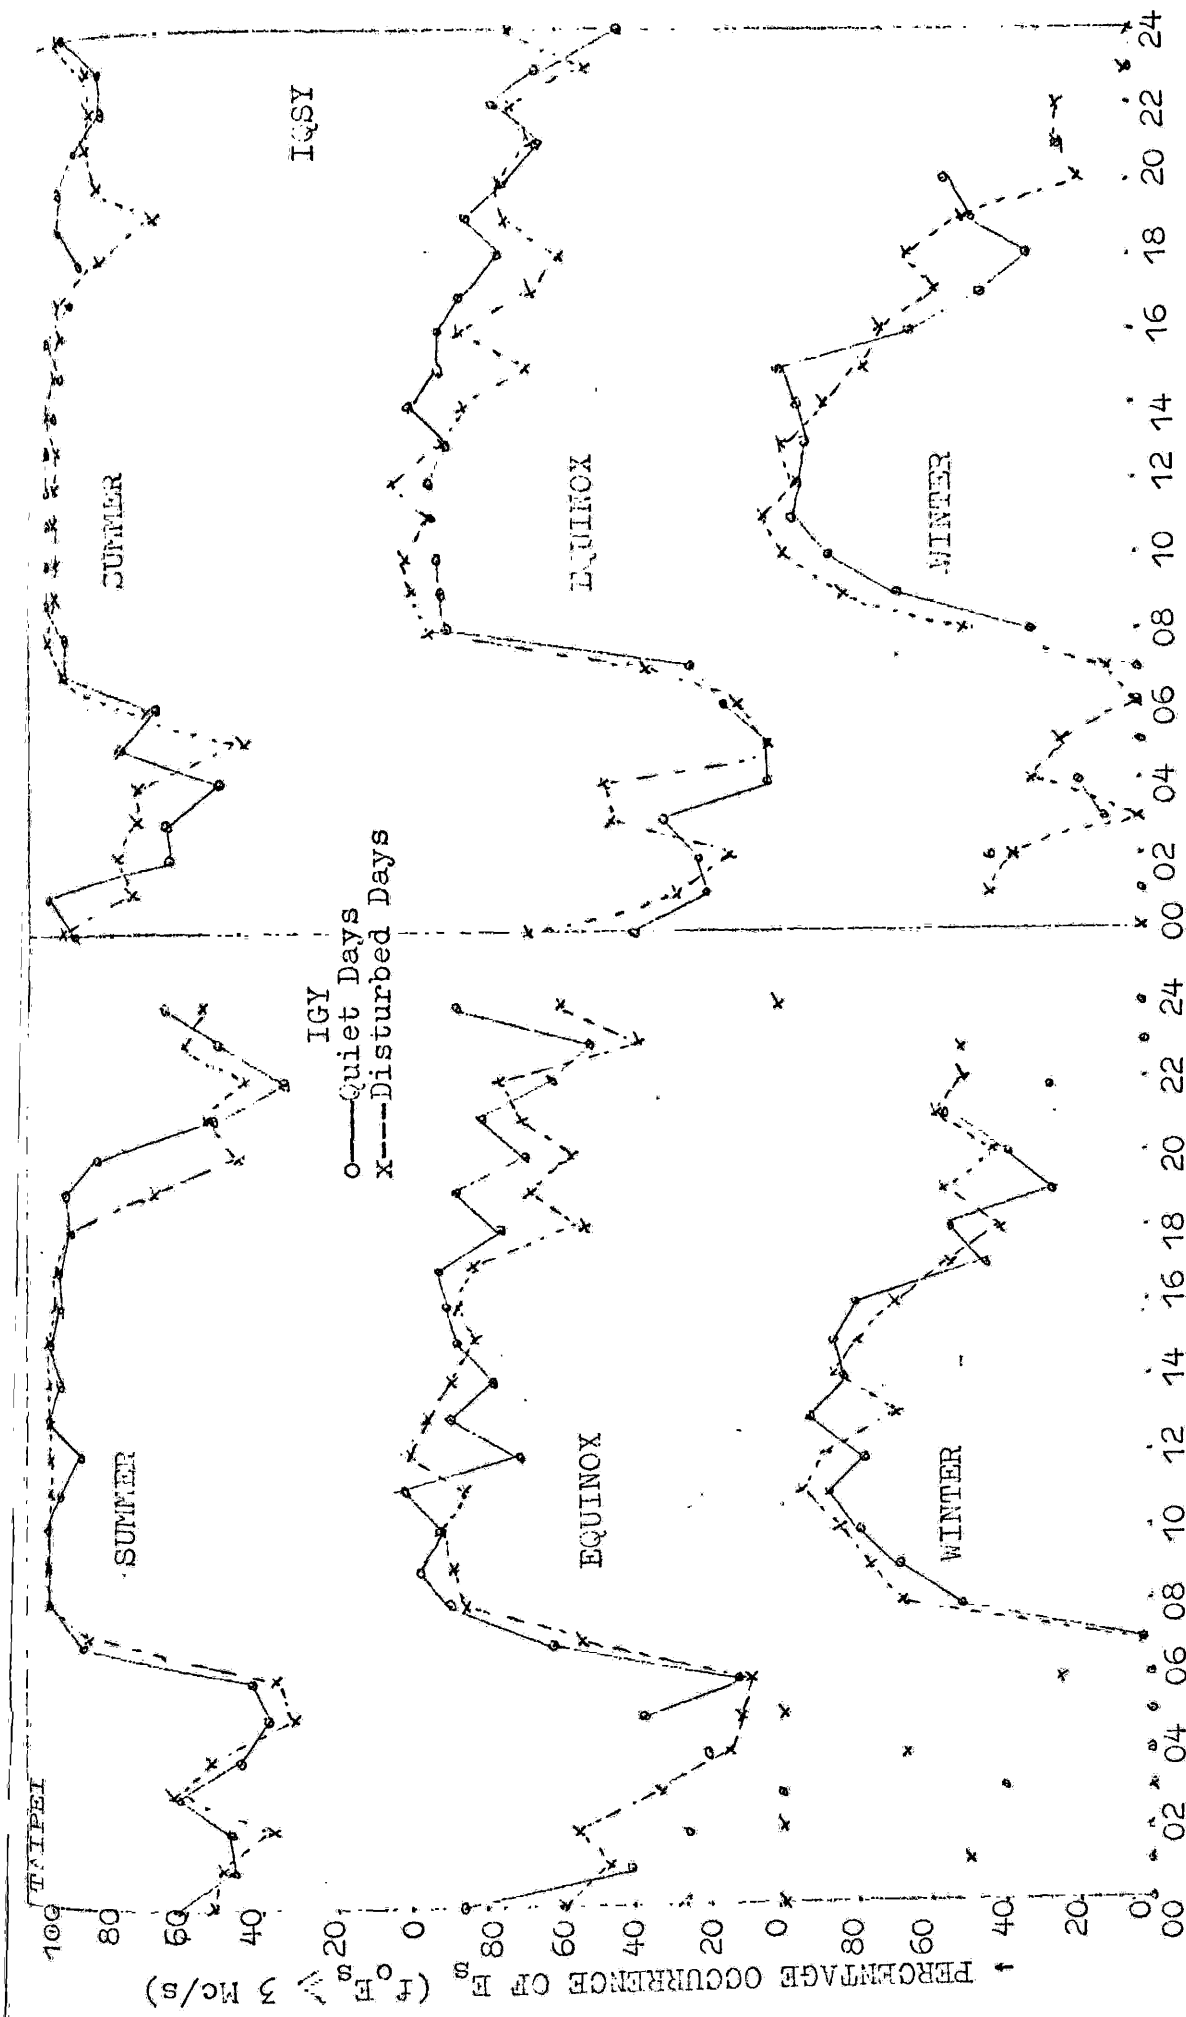 TAIPEI
IGY
o——Quiet Days
x----Disturbed Days
IQSY
SUMMER
SUMMER
EQUINOX
EQUINOX
WINTER
WINTER
→ PERCENTAGE OCCURRENCE OF Es (foEs ≥ 3 Mc/s)
100
80
60
40
20
0
80
60
40
20
0
80
60
40
20
0
00 02 04 06 08 10 12 14 16 18 20 22 24 00 02 04 06 08 10 12 14 16 18 20 22 24